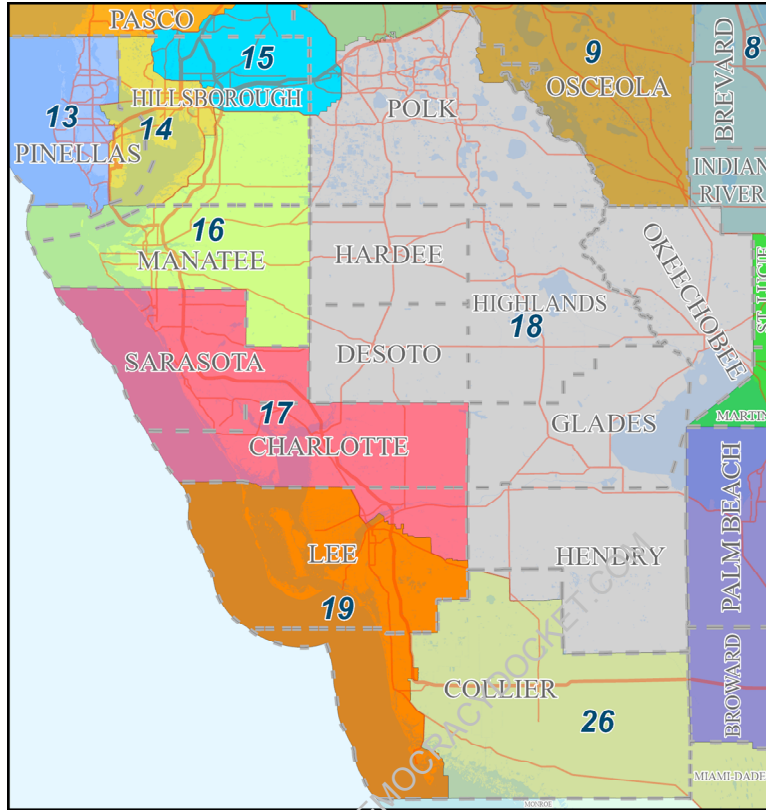 PASCO
15
9
BREVARD
8
OSCEOLA
HILLSBOROUGH
POLK
13
14
PINELLAS
INDIAN
RIVER
16
MANATEE
HARDEE
OKEECHOBEE
ST. LUCIE
HIGHLANDS
18
SARASOTA
DESOTO
17
CHARLOTTE
GLADES
MARTIN
PALM BEACH
LEE
HENDRY
19
COLLIER
26
BROWARD
MIAMI-DADE
MONROE
DEMOCRACYDOCKET.COM